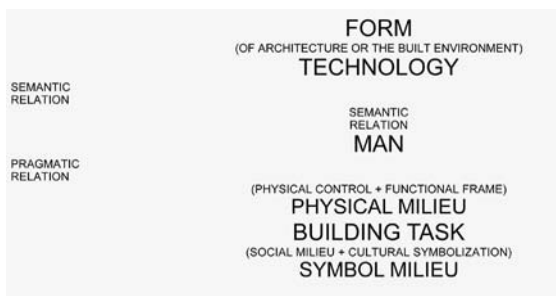 FORM
(OF ARCHITECTURE OR THE BUILT ENVIRONMENT)
TECHNOLOGY
SEMANTIC
RELATION
SEMANTIC
RELATION
MAN
PRAGMATIC
RELATION
(PHYSICAL CONTROL + FUNCTIONAL FRAME)
PHYSICAL MILIEU
BUILDING TASK
(SOCIAL MILIEU + CULTURAL SYMBOLIZATION)
SYMBOL MILIEU